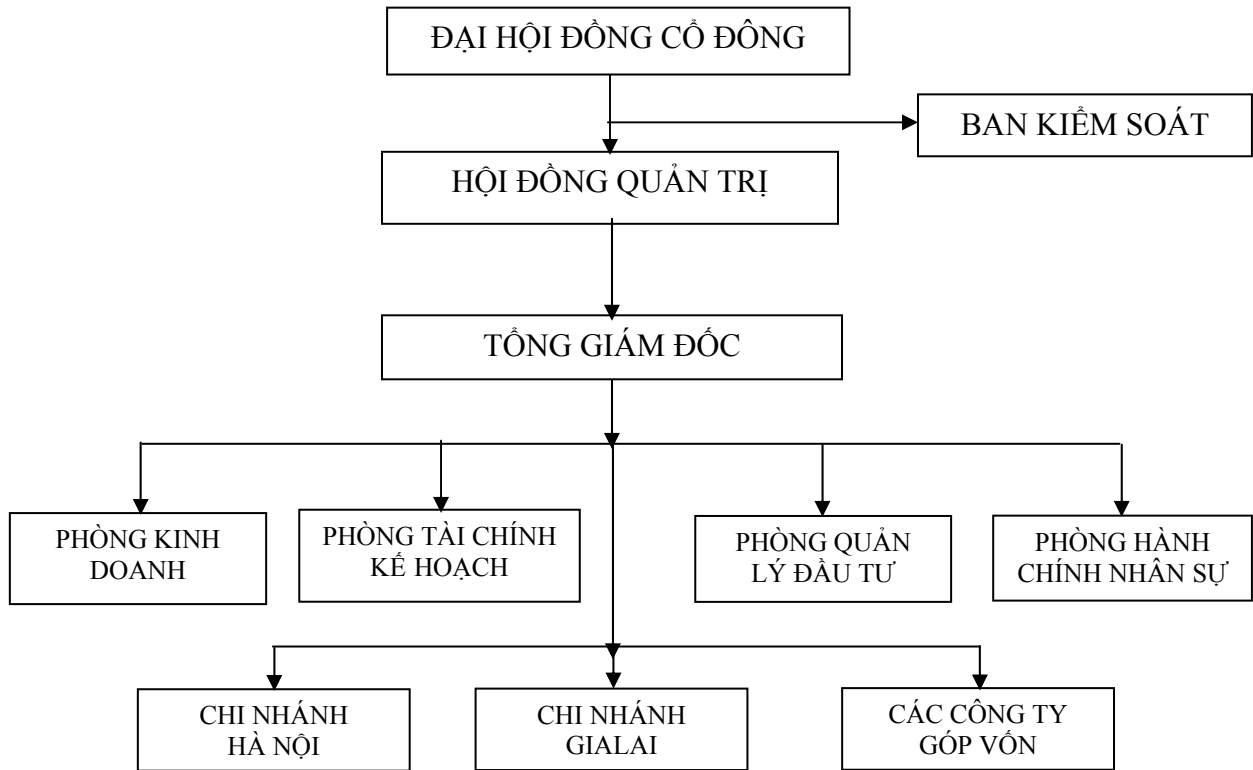 ĐẠI HỘI ĐỒNG CỔ ĐÔNG
BAN KIỂM SOÁT
HỘI ĐỒNG QUẢN TRỊ
TỔNG GIÁM ĐỐC
PHÒNG KINH
DOANH
PHÒNG TÀI CHÍNH
KẾ HOẠCH
PHÒNG QUẢN
LÝ ĐẦU TƯ
PHÒNG HÀNH
CHÍNH NHÂN SỰ
CHI NHÁNH
HÀ NỘI
CHI NHÁNH
GIALAI
CÁC CÔNG TY
GÓP VỐN